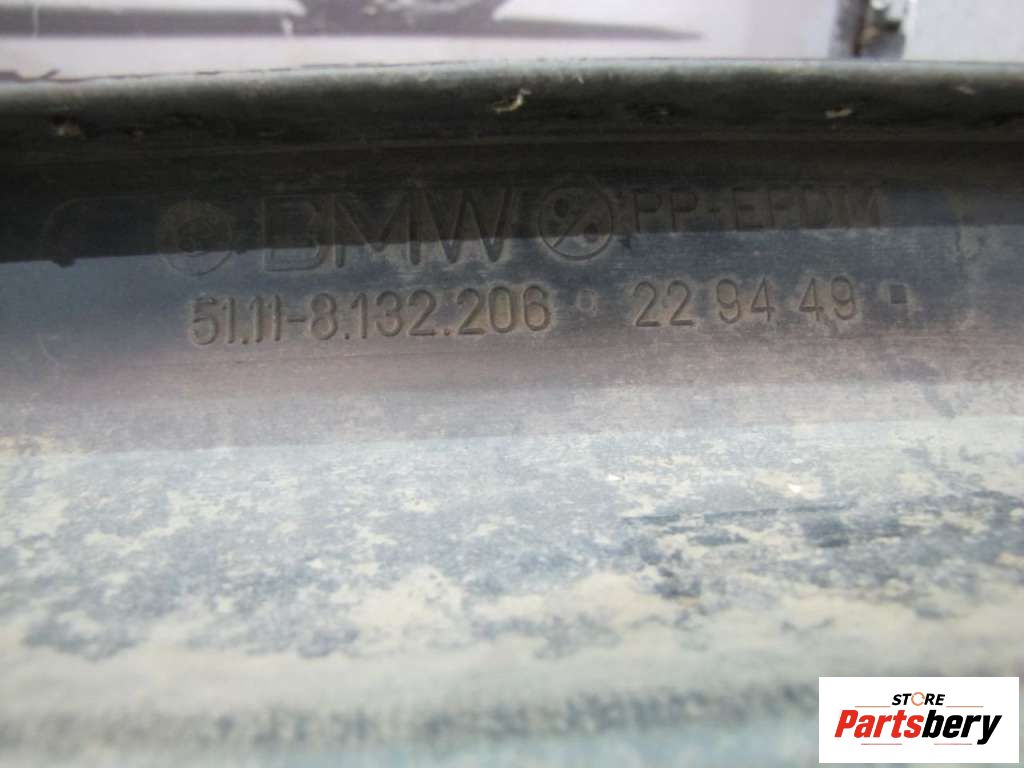 BMW PP-EPDM
51.11-8.132.206 22 94 49
STORE
Partsbery